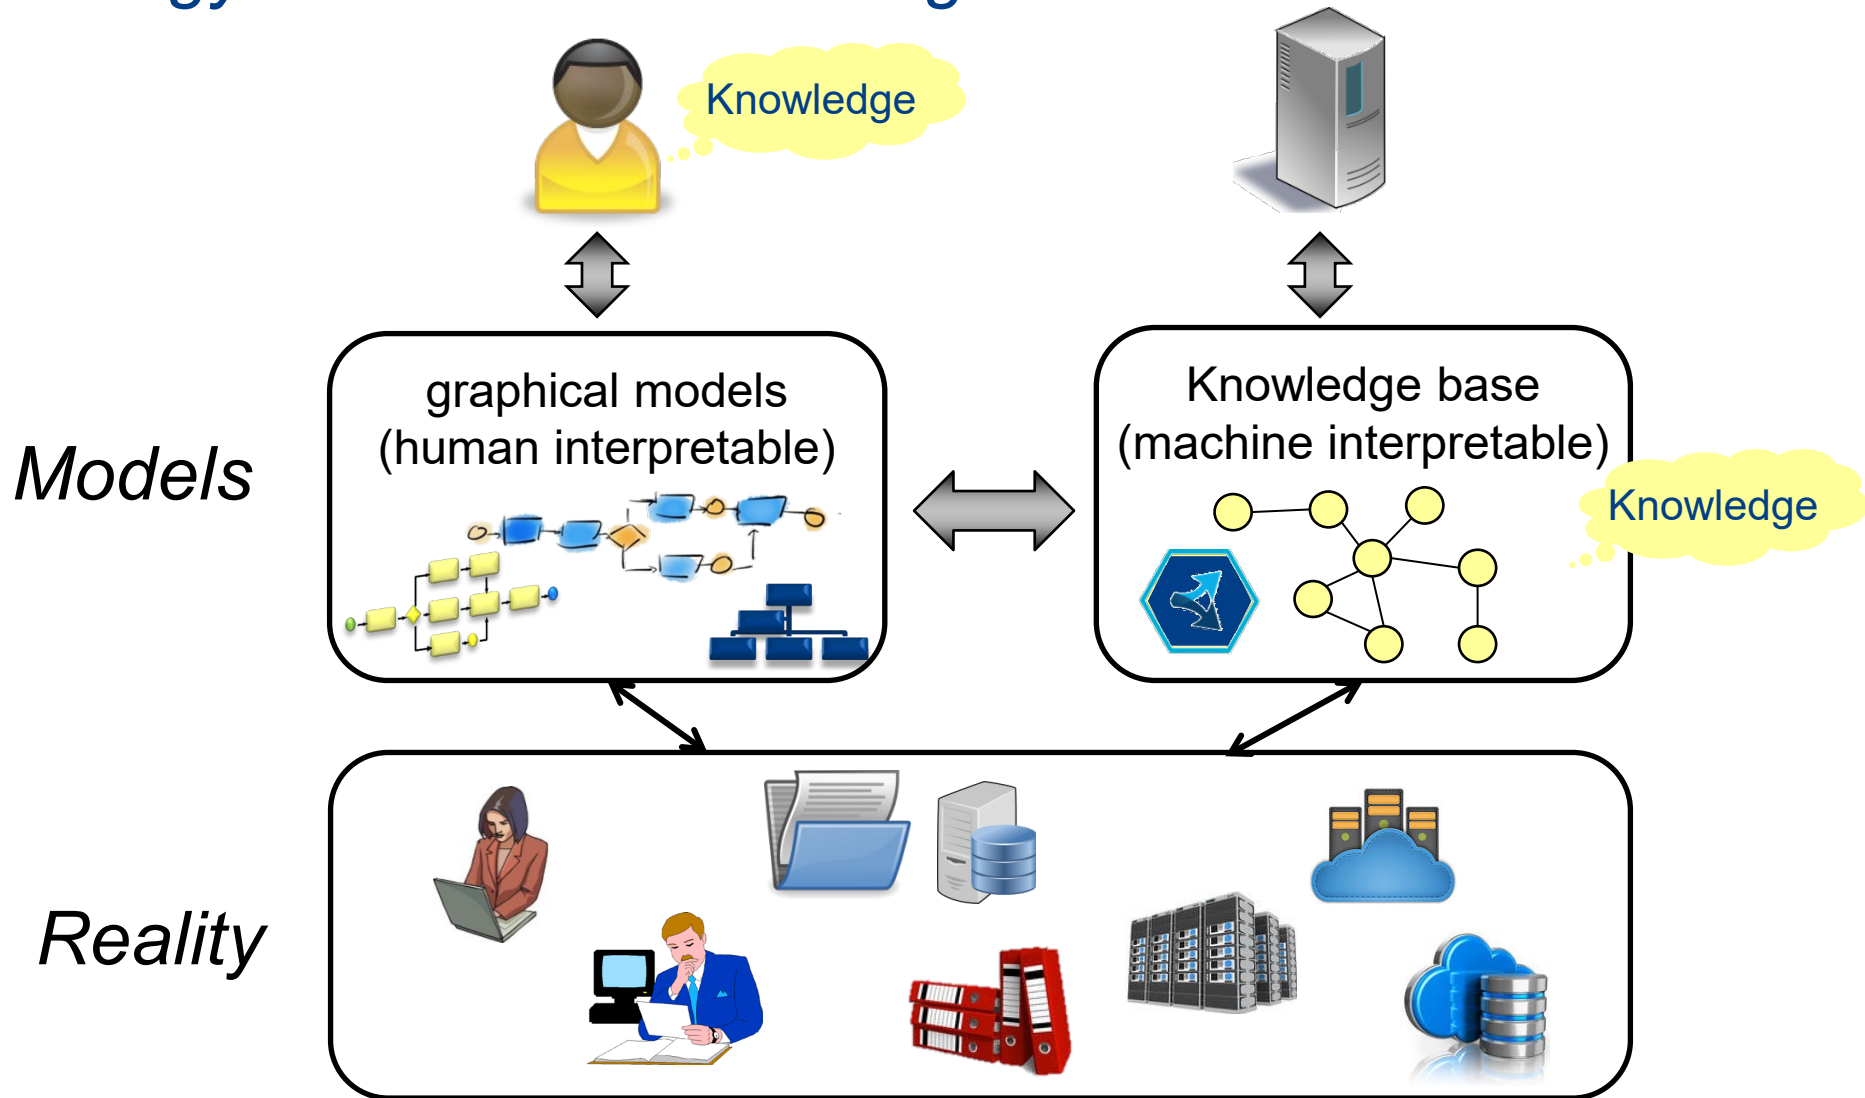 Knowledge
graphical models
(human interpretable)
Knowledge base
(machine interpretable)
Models
Knowledge
Reality